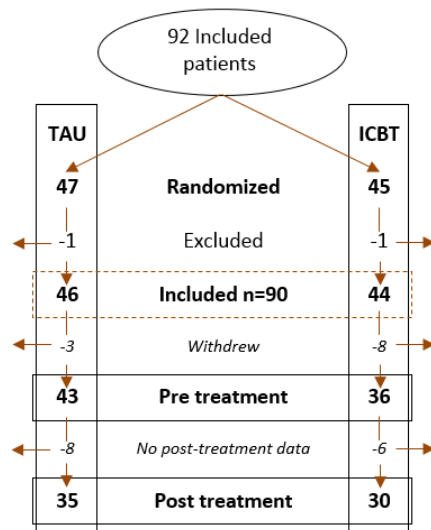 92 Included
patients
TAU ICBT
47 Randomized 45
-1 Excluded -1
46 Included n=90 44
-3 Withdrew -8
43 Pre treatment 36
-8 No post-treatment data -6
35 Post treatment 30